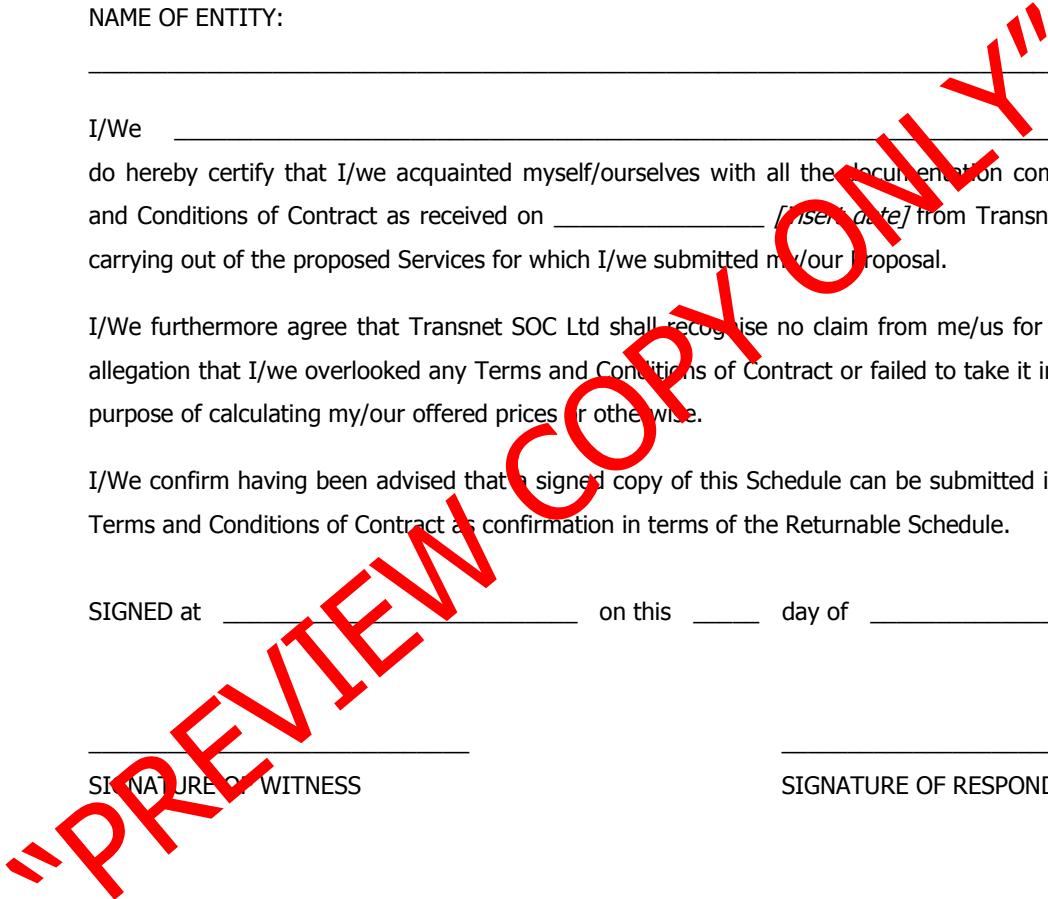 NAME OF ENTITY:
I/We ____________________
do hereby certify that I/we acquainted myself/ourselves with all the documentation com
and Conditions of Contract as received on ________________ [insert date] from Transn
carrying out of the proposed Services for which I/we submitted my/our Proposal.
I/We furthermore agree that Transnet SOC Ltd shall recognise no claim from me/us for
allegation that I/we overlooked any Terms and Conditions of Contract or failed to take it i
purpose of calculating my/our offered prices or otherwise.
I/We confirm having been advised that a signed copy of this Schedule can be submitted i
Terms and Conditions of Contract as confirmation in terms of the Returnable Schedule.
SIGNED at ___________________________ on this _____ day of ______________
SIGNATURE OF WITNESS
SIGNATURE OF RESPOND
"PREVIEW COPY ONLY"